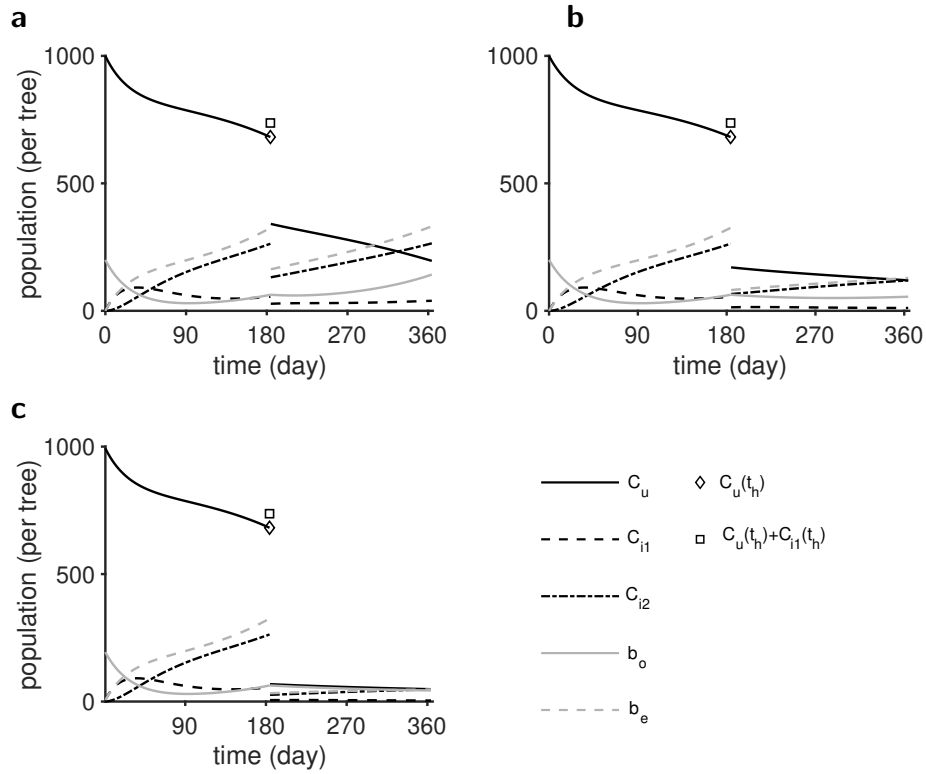 a
1000
500
0
0 90 180 270 360
time (day)
population (per tree)
b
1000
500
0
0 90 180 270 360
time (day)
c
1000
500
0
0 90 180 270 360
time (day)
population (per tree)
C_u
C_i1
C_i2
b_o
b_e
C_u(t_h)
C_u(t_h)+C_i1(t_h)